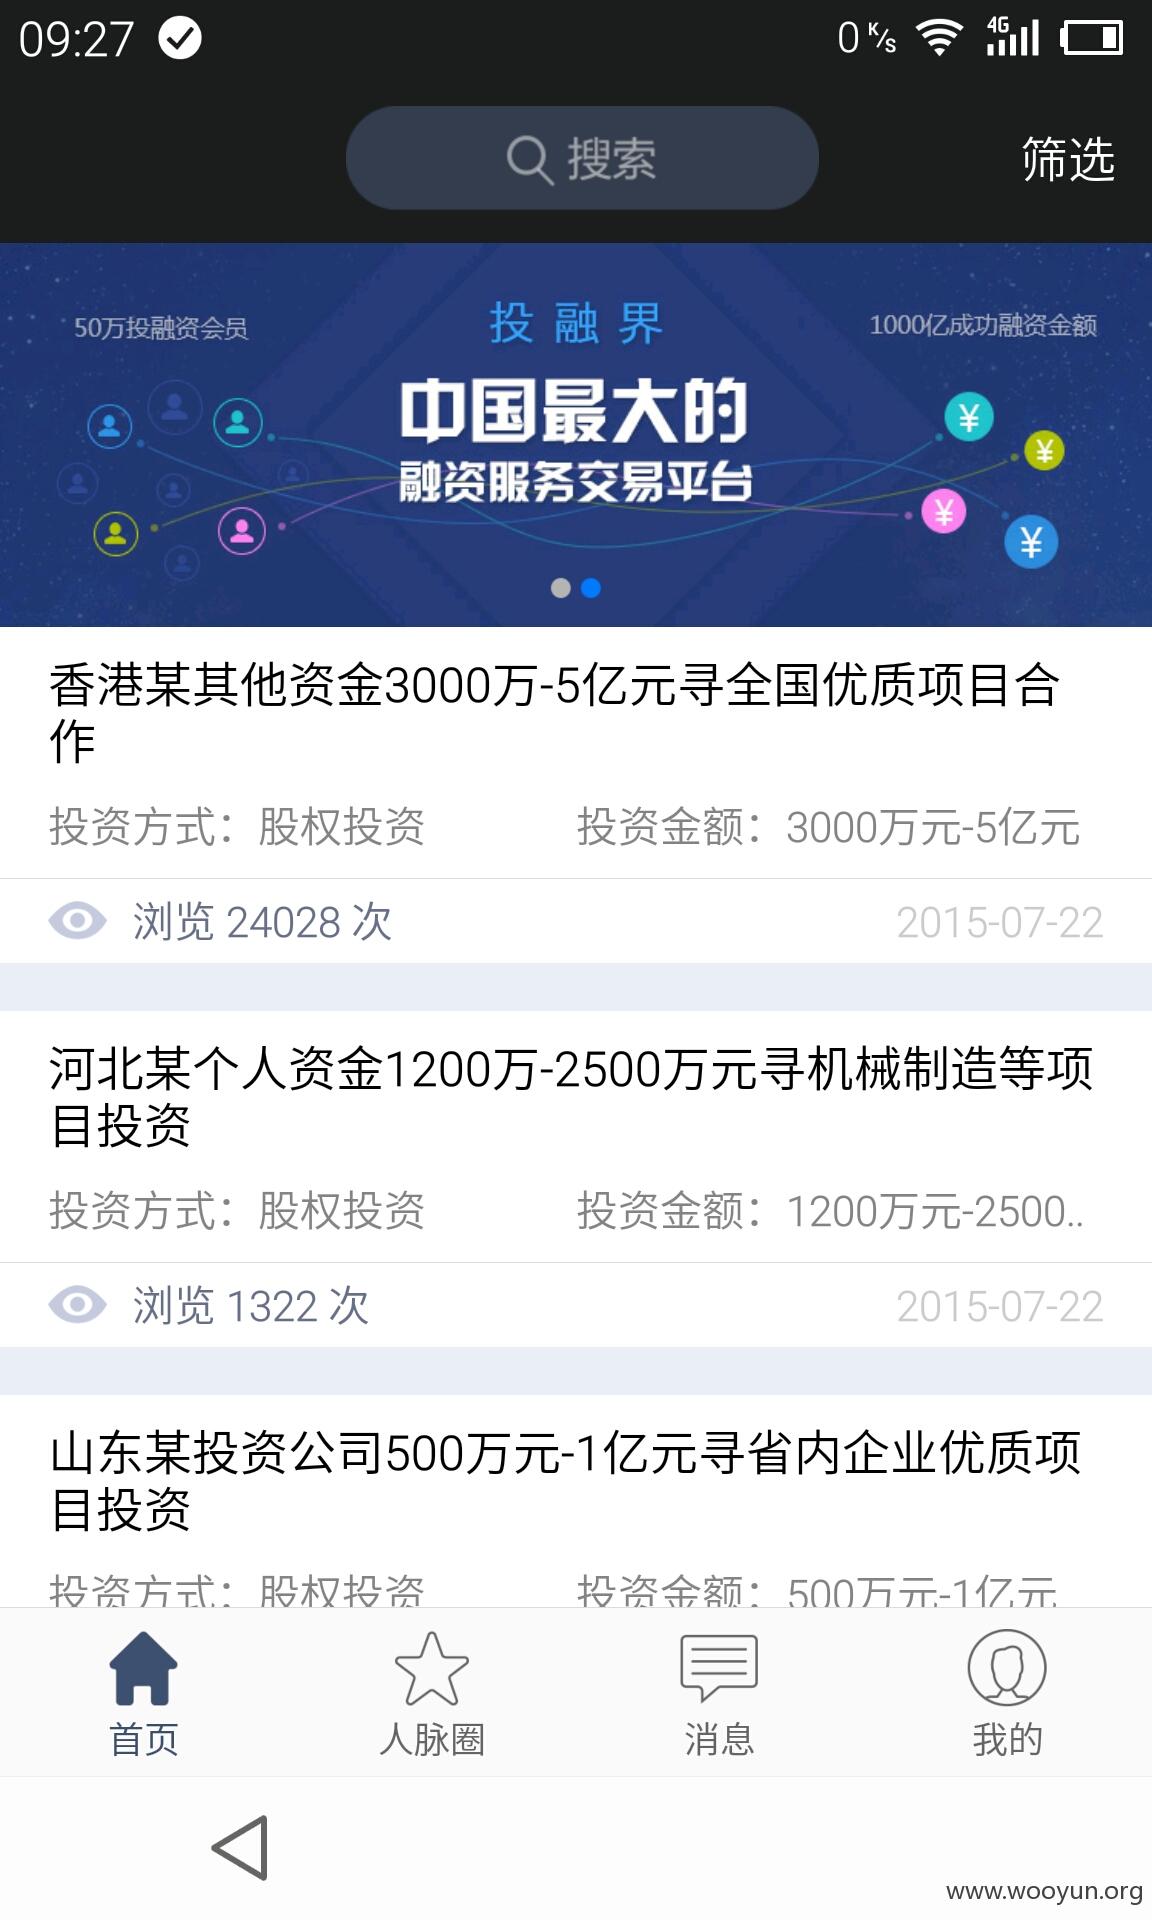 09:27
0 K/s
4G
搜索
筛选
50万投融资会员
投融界
1000亿成功融资金额
中国最大的
融资服务交易平台
¥
¥
¥
¥
香港某其他资金3000万-5亿元寻全国优质项目合
作
投资方式：股权投资
投资金额：3000万元-5亿元
浏览 24028 次
2015-07-22
河北某个人资金1200万-2500万元寻机械制造等项
目投资
投资方式：股权投资
投资金额：1200万元-2500..
浏览 1322 次
2015-07-22
山东某投资公司500万元-1亿元寻省内企业优质项
目投资
投资方式：股权投资
投资金额：500万元-1亿元
首页
人脉圈
消息
我的
www.wooyun.org